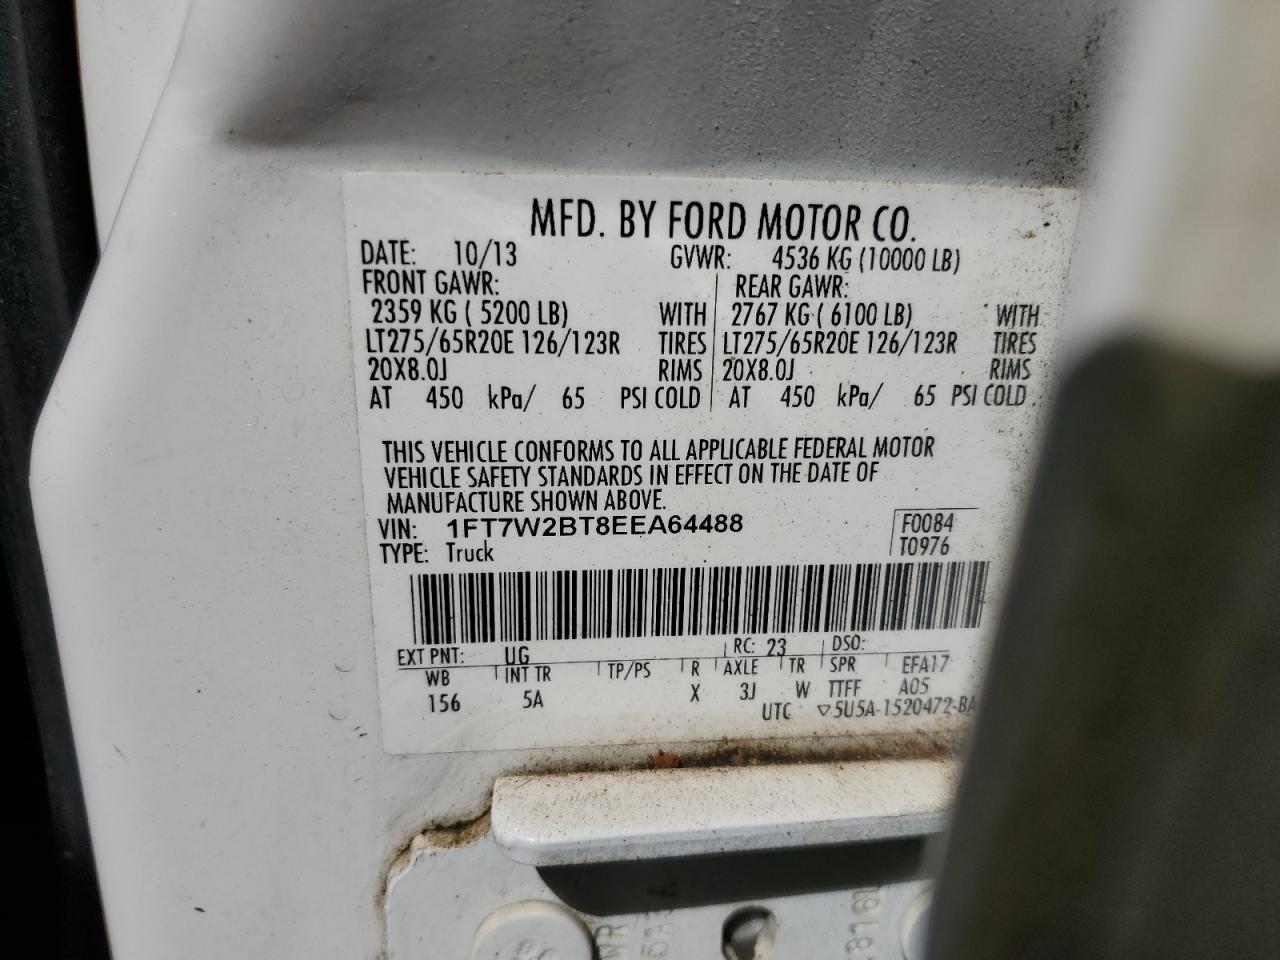 MFD. BY FORD MOTOR CO.
DATE: 10/13 GVWR: 4536 KG (10000 LB)
FRONT GAWR: REAR GAWR:
2359 KG ( 5200 LB) WITH 2767 KG ( 6100 LB) WITH
LT275/65R20E 126/123R TIRES LT275/65R20E 126/123R TIRES
20X8.0J RIMS 20X8.0J RIMS
AT 450 kPa/ 65 PSI COLD AT 450 kPa/ 65 PSI COLD
THIS VEHICLE CONFORMS TO ALL APPLICABLE FEDERAL MOTOR
VEHICLE SAFETY STANDARDS IN EFFECT ON THE DATE OF
MANUFACTURE SHOWN ABOVE.
VIN: 1FT7W2BT8EEA64488 F0084
TYPE: Truck T0976
EXT PNT: UG RC: 23 DSO:
WB INT TR TP/PS R AXLE TR SPR EFA17
156 5A X 3J W TTFF A05
UTC ▽5U5A-1520472-BA